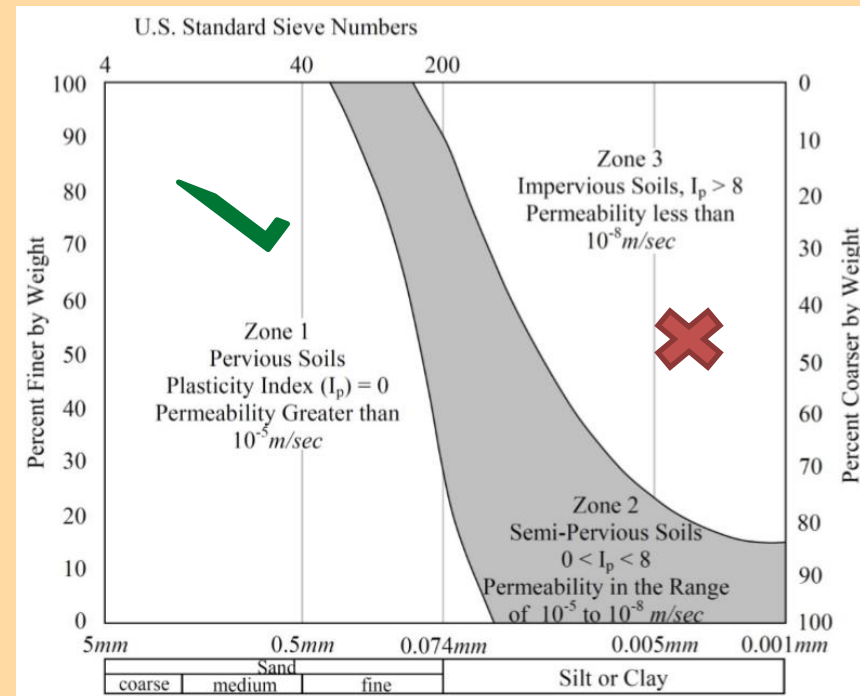 U.S. Standard Sieve Numbers
4 40 200
100 0
90 10
80 20
70 30
60 40
50 50
40 60
30 70
20 80
10 90
0 100
Percent Finer by Weight
Percent Coarser by Weight
Zone 3
Impervious Soils, Iₚ > 8
Permeability less than
10⁻⁸m/sec
Zone 1
Pervious Soils
Plasticity Index (Iₚ) = 0
Permeability Greater than
10⁻⁵m/sec
Zone 2
Semi-Pervious Soils
0 < Iₚ < 8
Permeability in the Range
of 10⁻⁵ to 10⁻⁸ m/sec
5mm 0.5mm 0.074mm 0.005mm 0.001mm
Sand
coarse medium fine
Silt or Clay